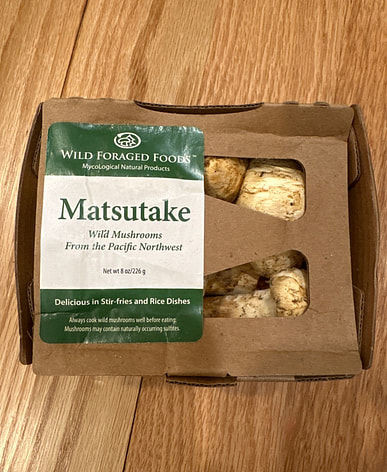 WILD FORAGED FOODS™
MycoLogical Natural Products
Matsutake
Wild Mushrooms
From the Pacific Northwest
Net wt 8 oz/226 g
Delicious in Stir-fries and Rice Dishes
Always cook wild mushrooms well before eating.
Mushrooms may contain naturally occurring sulfites.